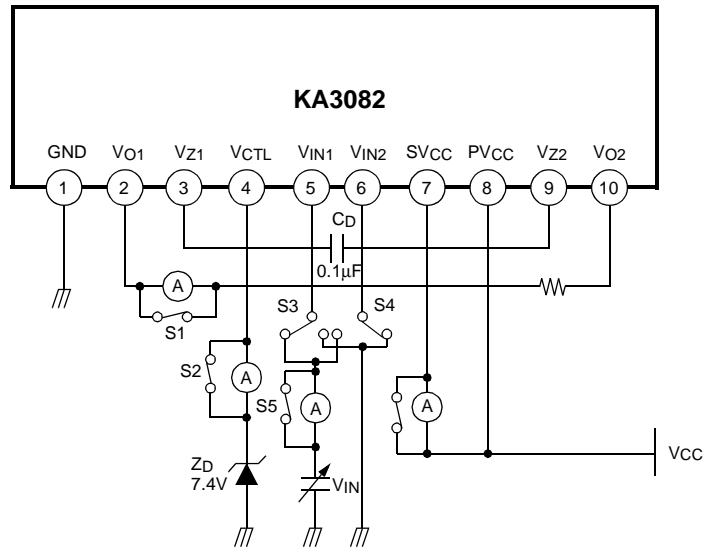 KA3082
GND VO1 VZ1 VCTL VIN1 VIN2 SVCC PVCC VZ2 VO2
1 2 3 4 5 6 7 8 9 10
CD
0.1µF
A
S1
S3 S4
S2 A
S5 A A
ZD
7.4V
VIN
VCC